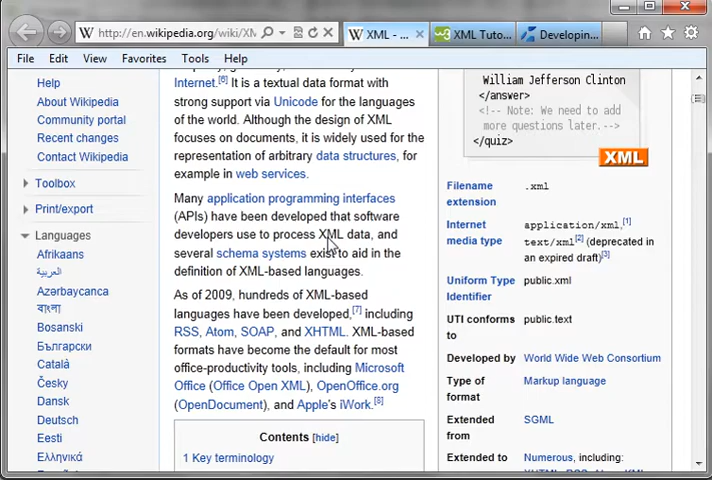 http://en.wikipedia.org/wiki/XM
XML - ...
XML Tuto...
Developin...
File Edit View Favorites Tools Help
Help
About Wikipedia
Community portal
Recent changes
Contact Wikipedia
Toolbox
Print/export
Languages
Afrikaans
العربية
Azərbaycanca
বাংলা
Bosanski
Български
Català
Česky
Dansk
Deutsch
Eesti
Ελληνικά
Internet.[6] It is a textual data format with
strong support via Unicode for the languages
of the world. Although the design of XML
focuses on documents, it is widely used for the
representation of arbitrary data structures, for
example in web services.
Many application programming interfaces
(APIs) have been developed that software
developers use to process XML data, and
several schema systems exist to aid in the
definition of XML-based languages.
As of 2009, hundreds of XML-based
languages have been developed,[7] including
RSS, Atom, SOAP, and XHTML. XML-based
formats have become the default for most
office-productivity tools, including Microsoft
Office (Office Open XML), OpenOffice.org
(OpenDocument), and Apple's iWork.[8]
Contents [hide]
1 Key terminology
William Jefferson Clinton
</answer>
<!-- Note: We need to add
more questions later.-->
</quiz>
XML
Filename extension .xml
Internet media type application/xml,[1]
text/xml[2] (deprecated in
an expired draft)[3]
Uniform Type Identifier public.xml
UTI conforms to public.text
Developed by World Wide Web Consortium
Type of format Markup language
Extended from SGML
Extended to Numerous, including: